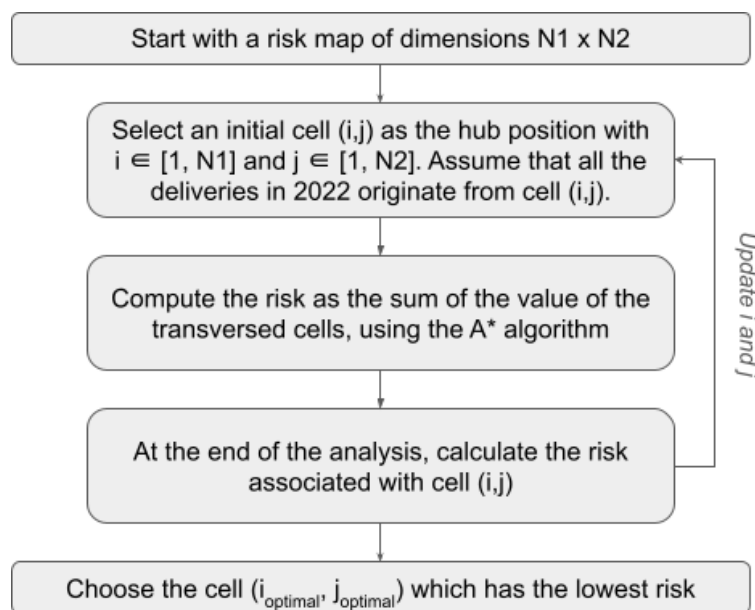 Start with a risk map of dimensions N1 x N2
Select an initial cell (i,j) as the hub position with
i ∈ [1, N1] and j ∈ [1, N2]. Assume that all the
deliveries in 2022 originate from cell (i,j).
Update i and j
Compute the risk as the sum of the value of the
transversed cells, using the A* algorithm
At the end of the analysis, calculate the risk
associated with cell (i,j)
Choose the cell (i_optimal, j_optimal) which has the lowest risk